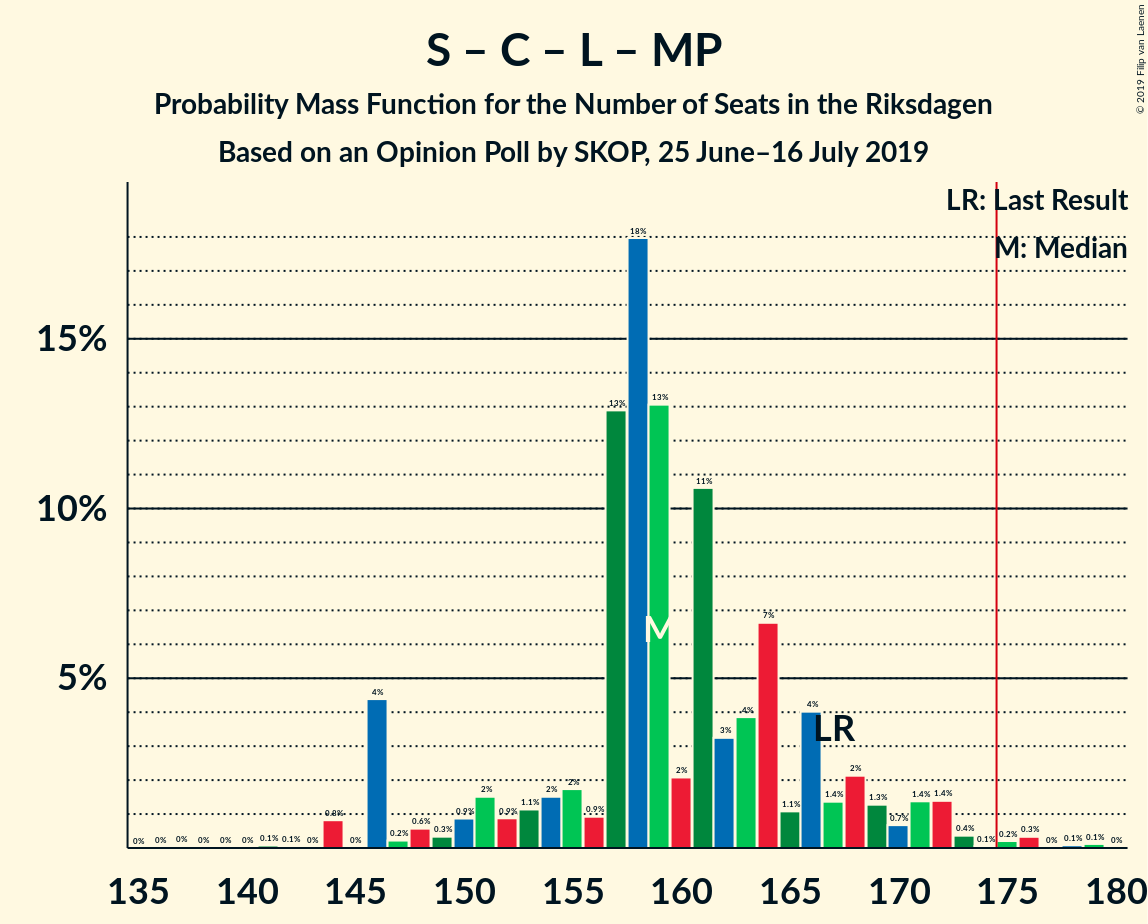 S – C – L – MP
Probability Mass Function for the Number of Seats in the Riksdagen
Based on an Opinion Poll by SKOP, 25 June–16 July 2019
© 2019 Filip van Laenen
LR: Last Result
M: Median
15%
10%
5%
0% 0% 0% 0% 0% 0% 0.1% 0.1% 0% 0.8% 0% 4% 0.2% 0.6% 0.3% 0.9% 2% 0.9% 1.1% 2% 2% 0.9% 13% 18% 13% 2% 11% 3% 4% 7% 1.1% 4% 1.4% 2% 1.3% 0.7% 1.4% 1.4% 0.4% 0.1% 0.2% 0.3% 0% 0.1% 0.1% 0%
M
LR
135 140 145 150 155 160 165 170 175 180